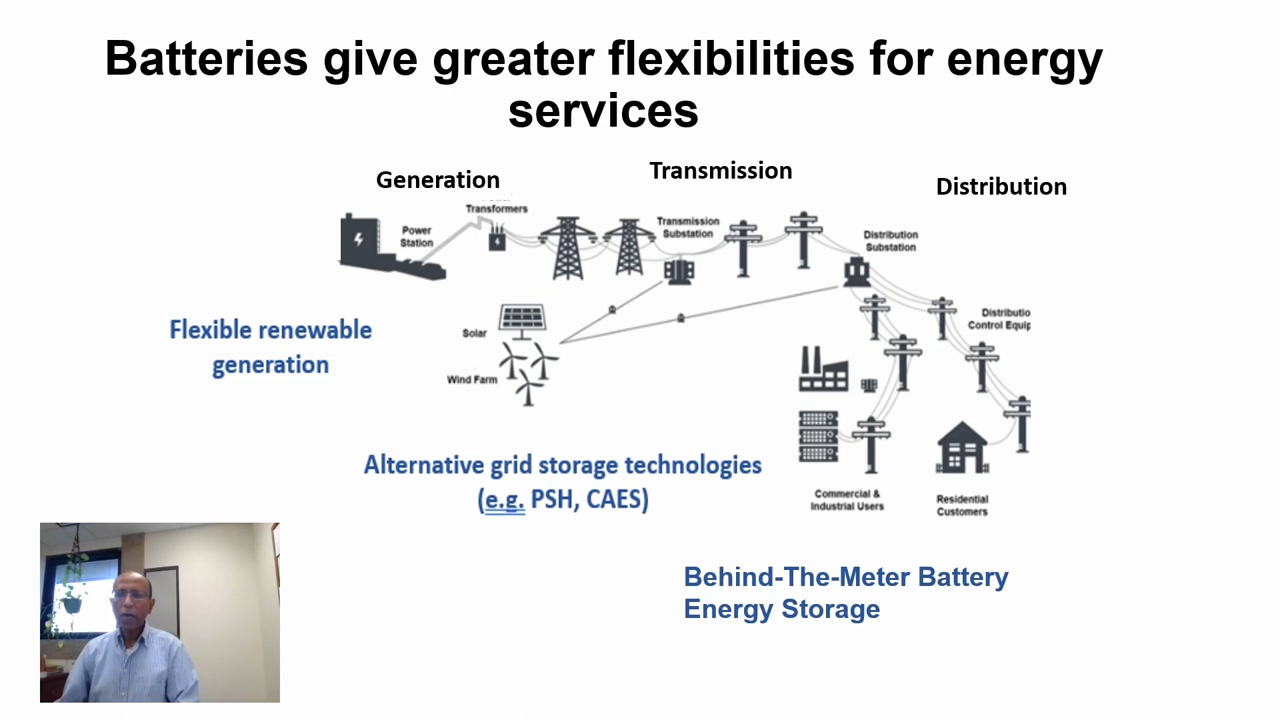 Batteries give greater flexibilities for energy
services
Generation
Transmission
Distribution
Transformers
Power
Station
Transmission
Substation
Distribution
Substation
Flexible renewable
generation
Solar
Wind Farm
Distributio
Control Equip
Alternative grid storage technologies
(e.g. PSH, CAES)
Commercial &
Industrial Users
Residential
Customers
Behind-The-Meter Battery
Energy Storage